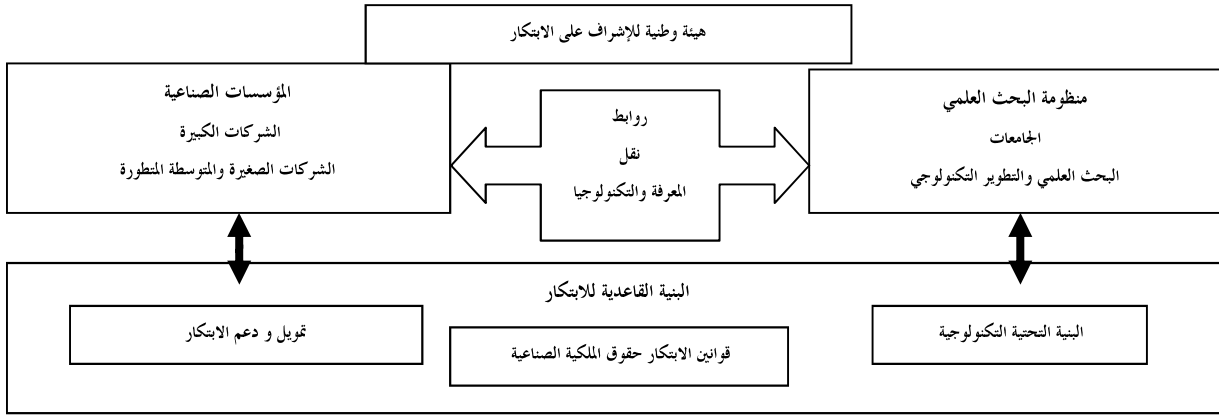 هيئة وطنية للإشراف على الابتكار
منظومة البحث العلمي
الجامعات
البحث العلمي والتطوير التكنولوجي
روابط
نقل
المعرفة والتكنولوجيا
المؤسسات الصناعية
الشركات الكبيرة
الشركات الصغيرة والمتوسطة المتطورة
البنية القاعدية للابتكار
البنية التحتية التكنولوجية
قوانين الابتكار حقوق الملكية الصناعية
تمويل و دعم الابتكار